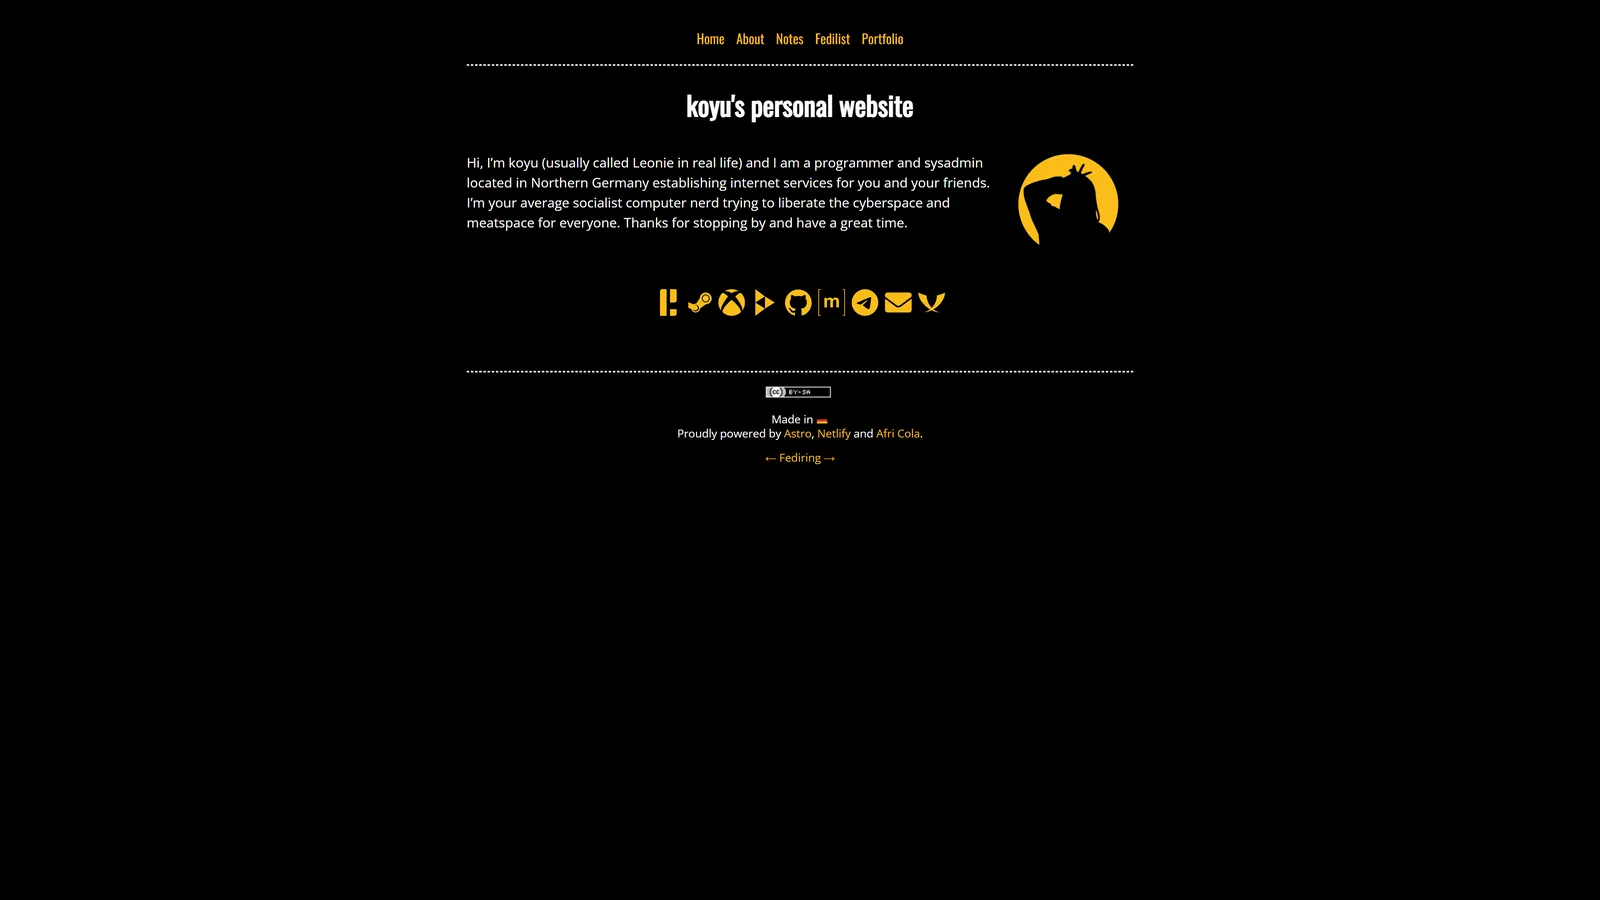 Home About Notes Fedilist Portfolio
koyu's personal website
Hi, I’m koyu (usually called Leonie in real life) and I am a programmer and sysadmin
located in Northern Germany establishing internet services for you and your friends.
I’m your average socialist computer nerd trying to liberate the cyberspace and
meatspace for everyone. Thanks for stopping by and have a great time.
[m]
cc BY-SA
Made in
Proudly powered by Astro, Netlify and Afri Cola.
← Fediring →